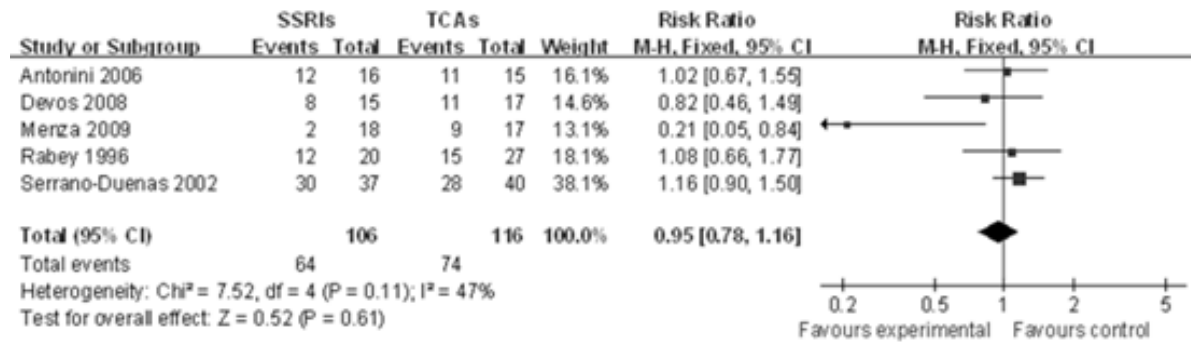 SSRIs TCAs Risk Ratio Risk Ratio
Study or Subgroup Events Total Events Total Weight M-H, Fixed, 95% CI M-H, Fixed, 95% CI
Antonini 2006 12 16 11 15 16.1% 1.02 [0.67, 1.55]
Devos 2008 8 15 11 17 14.6% 0.82 [0.46, 1.49]
Menza 2009 2 18 9 17 13.1% 0.21 [0.05, 0.84]
Rabey 1996 12 20 15 27 18.1% 1.08 [0.66, 1.77]
Serrano-Duenas 2002 30 37 28 40 38.1% 1.16 [0.90, 1.50]
Total (95% CI) 106 116 100.0% 0.95 [0.78, 1.16]
Total events 64 74
Heterogeneity: Chi² = 7.52, df = 4 (P = 0.11); I² = 47%
Test for overall effect: Z = 0.52 (P = 0.61)
0.2 0.5 1 2 5
Favours experimental Favours control